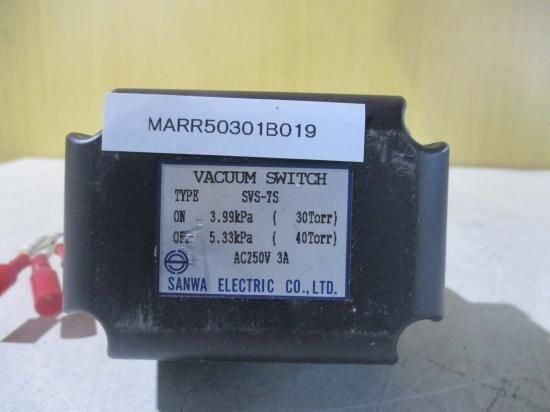 MARR50301B019
VACUUM SWITCH
TYPE SVS-7S
ON 3.99kPa ( 30Torr)
OFF 5.33kPa ( 40Torr)
AC250V 3A
SANWA ELECTRIC CO.,LTD.